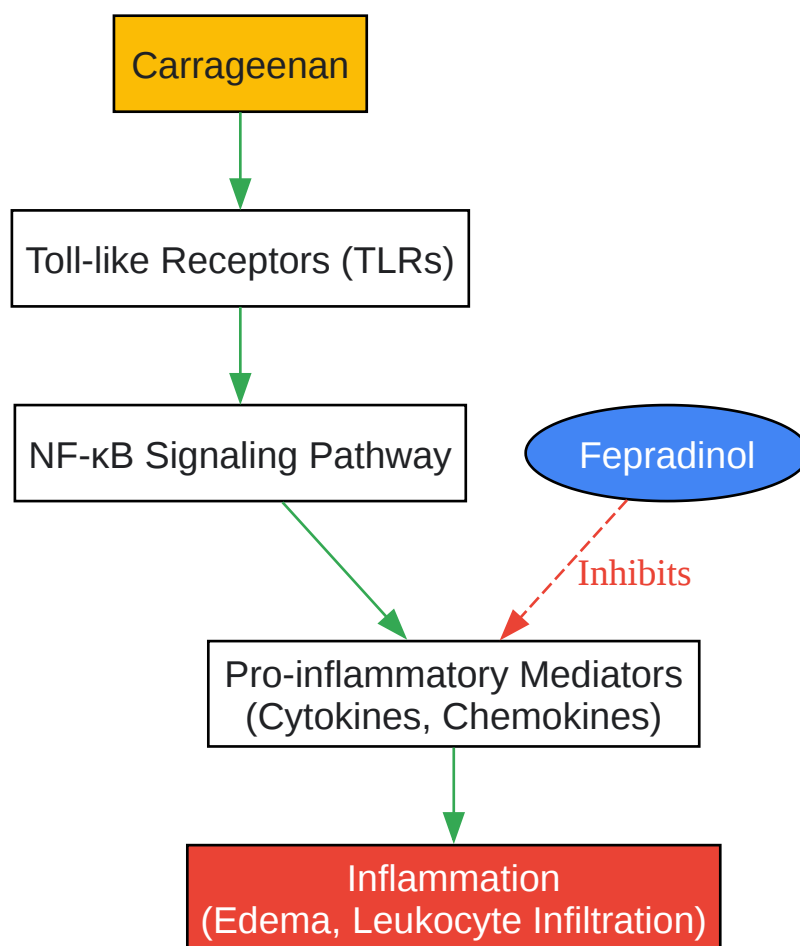 Carrageenan
Toll-like Receptors (TLRs)
NF-κB Signaling Pathway
Fepradinol
Inhibits
Pro-inflammatory Mediators
(Cytokines, Chemokines)
Inflammation
(Edema, Leukocyte Infiltration)